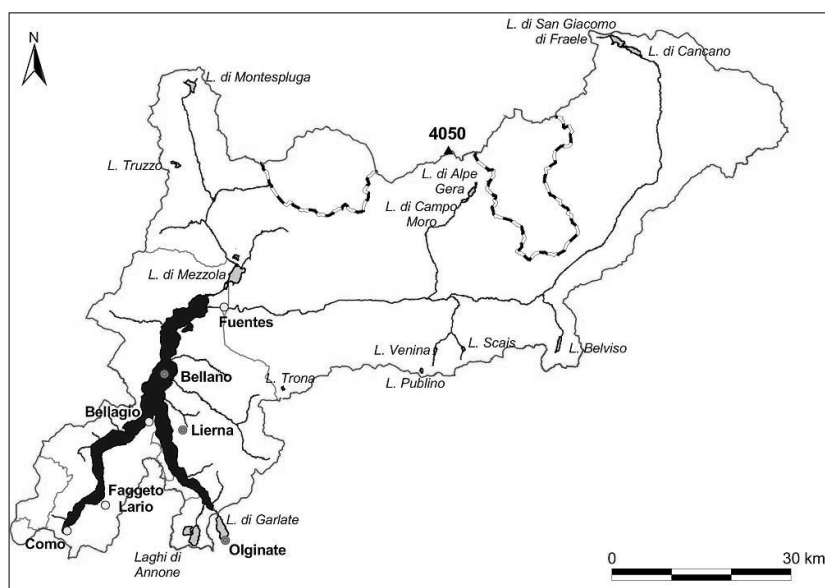 L. di San Giacomo
di Fraele
L. di Cancano
N
L. di Montespluga
4050
L. Truzzo
L. di Alpe
Gera
L. di Campo
Moro
L. di Mezzola
Fuentes
L. Venina
L. Scais
L. Belviso
Bellano
L. Trona
L. Publino
Bellagio
Lierna
Faggeto
Lario
L. di Garlate
Como
Olginate
Laghi di
Annone
0
30 km